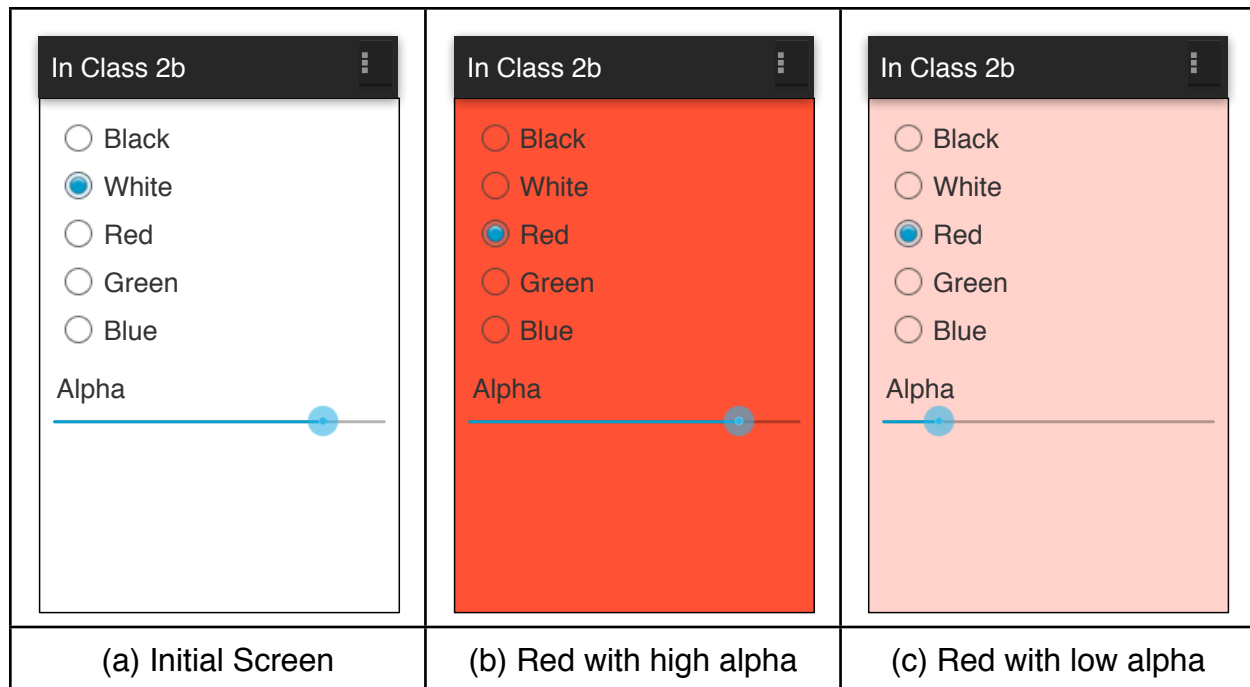 In Class 2b
Black
White
Red
Green
Blue
Alpha
(a) Initial Screen
In Class 2b
Black
White
Red
Green
Blue
Alpha
(b) Red with high alpha
In Class 2b
Black
White
Red
Green
Blue
Alpha
(c) Red with low alpha